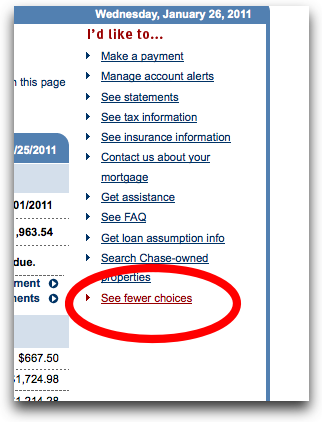 Wednesday, January 26, 2011
I'd like to...
Make a payment
n this page
Manage account alerts
See statements
See tax information
See insurance information
/25/2011
Contact us about your
mortgage
Get assistance
01/2011
See FAQ
,963.54
Get loan assumption info
Search Chase-owned
due.
properties
ment
nents
See fewer choices
$667.50
$1,724.98